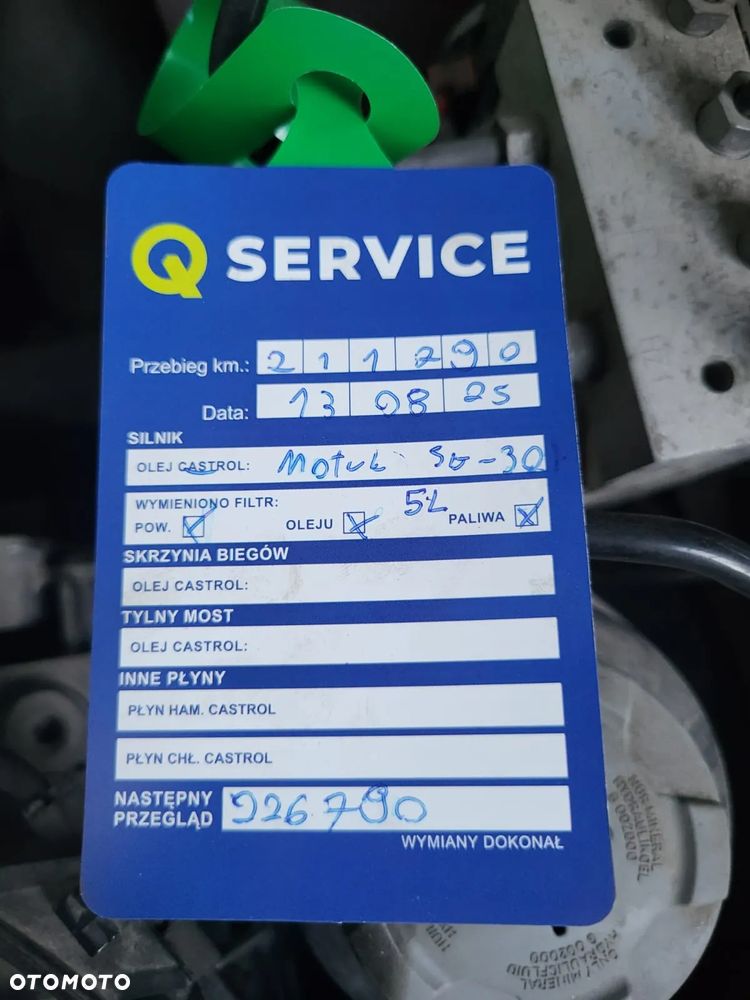 Q SERVICE
Przebieg km.: 211290
Data: 13 08 25
SILNIK
OLEJ CASTROL: MOTUL 5W-30
WYMIENIONO FILTR: 5L
POW. OLEJU PALIWA
SKRZYNIA BIEGÓW
OLEJ CASTROL:
TYLNY MOST
OLEJ CASTROL:
INNE PŁYNY
PŁYN HAM. CASTROL
PŁYN CHŁ. CASTROL
NASTĘPNY
PRZEGLĄD 226790
WYMIANY DOKONAŁ
ONLY MINERAL
OTOMOTO